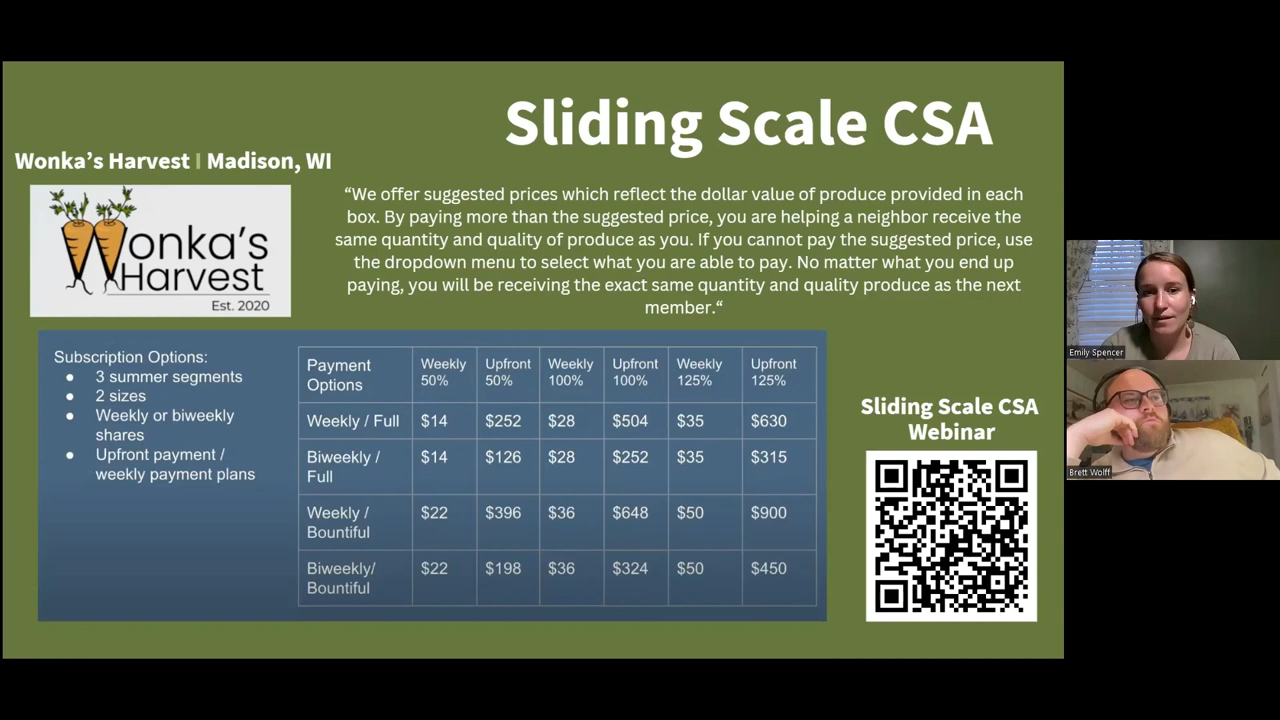 Sliding Scale CSA
Wonka's Harvest | Madison, WI
Wonka's
Harvest
Est. 2020
“We offer suggested prices which reflect the dollar value of produce provided in each
box. By paying more than the suggested price, you are helping a neighbor receive the
same quantity and quality of produce as you. If you cannot pay the suggested price, use
the dropdown menu to select what you are able to pay. No matter what you end up
paying, you will be receiving the exact same quantity and quality produce as the next
member.“
Subscription Options:
● 3 summer segments
● 2 sizes
● Weekly or biweekly
shares
● Upfront payment /
weekly payment plans
Payment Options Weekly 50% Upfront 50% Weekly 100% Upfront 100% Weekly 125% Upfront 125%
Weekly / Full $14 $252 $28 $504 $35 $630
Biweekly / Full $14 $126 $28 $252 $35 $315
Weekly / Bountiful $22 $396 $36 $648 $50 $900
Biweekly/ Bountiful $22 $198 $36 $324 $50 $450
Sliding Scale CSA
Webinar
Emily Spencer
Brett Wolff